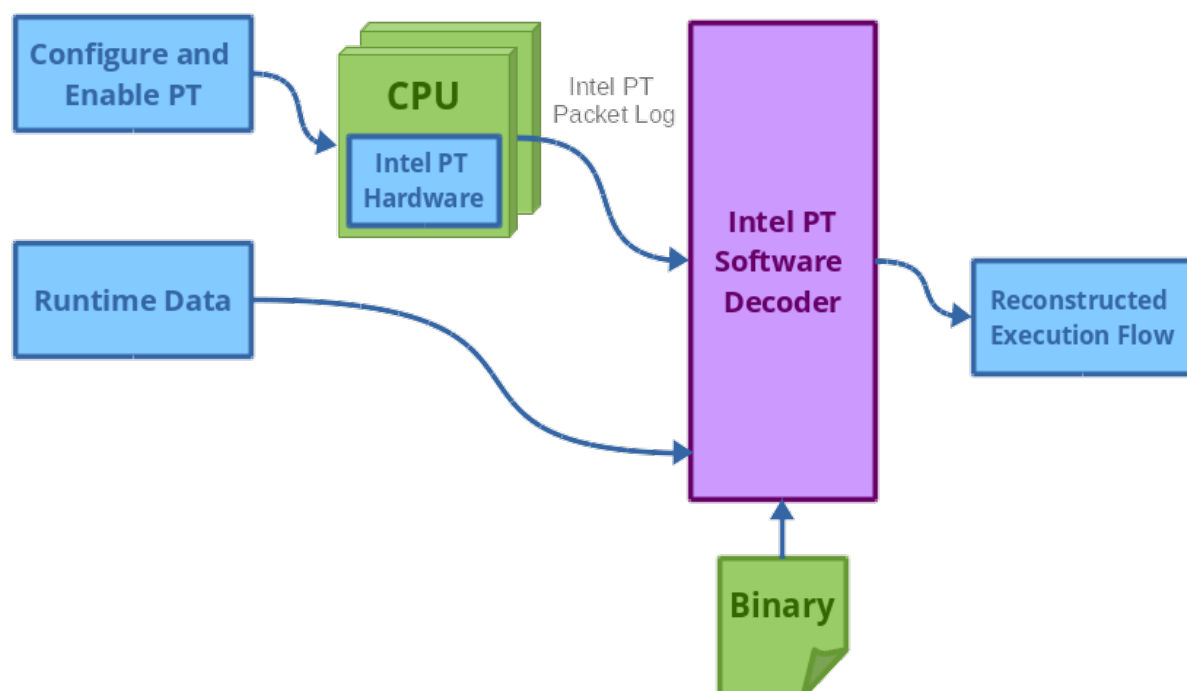 Configure and
Enable PT
CPU
Intel PT
Hardware
Intel PT
Packet Log
Runtime Data
Intel PT
Software
Decoder
Reconstructed
Execution Flow
Binary